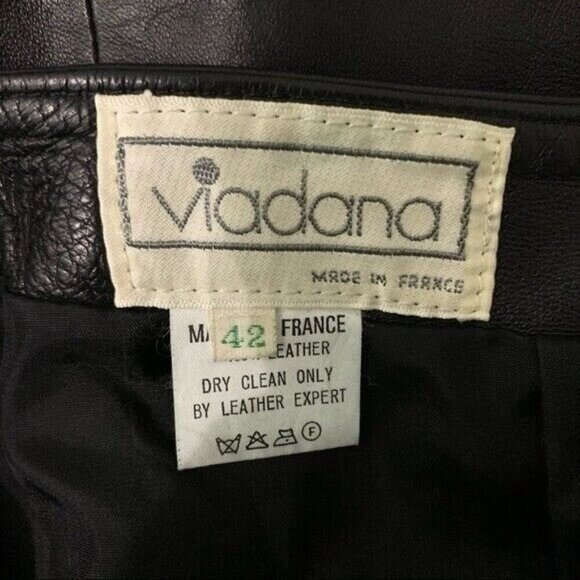 viadana
MADE IN FRANCE
42
FRANCE
LEATHER
DRY CLEAN ONLY
BY LEATHER EXPERT
F